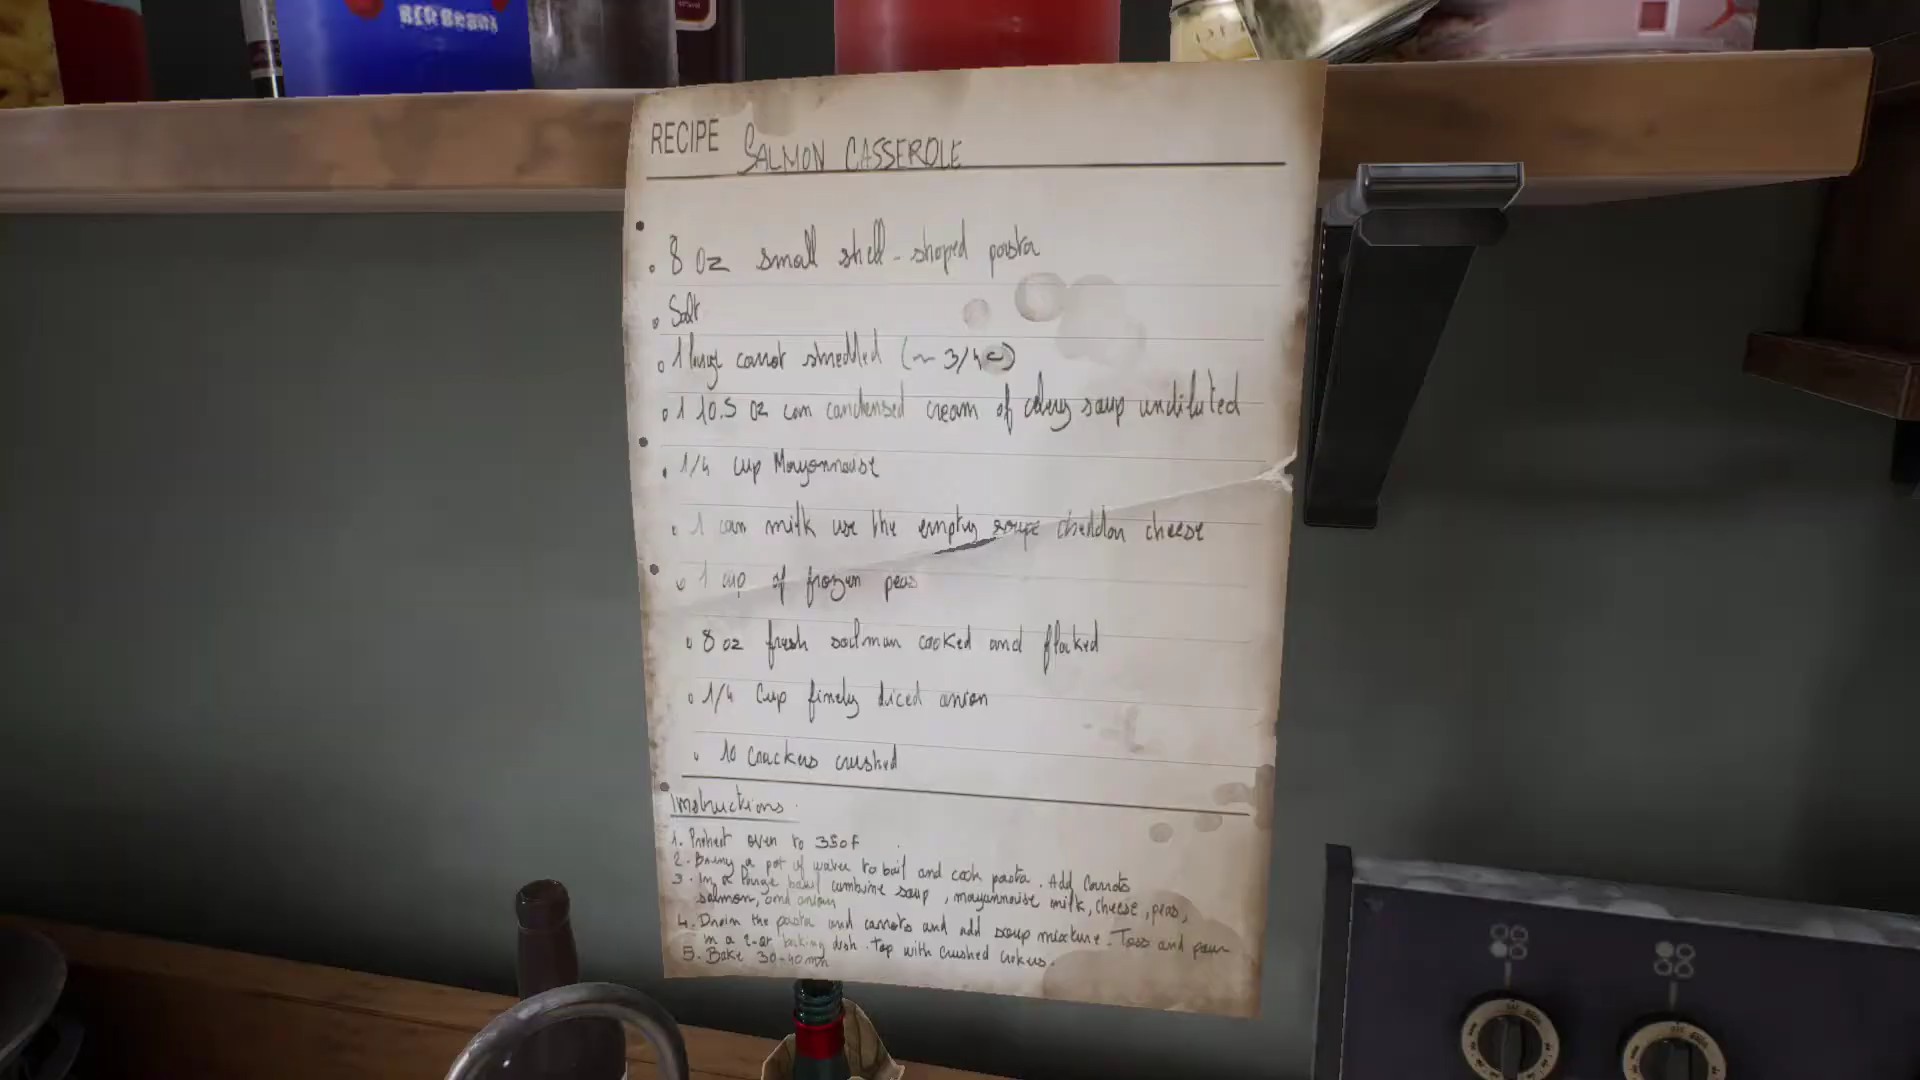 RED BEANS
RECIPE SALMON CASSEROLE
8 Oz small shell-shaped pasta
Salt
1 large carrot shredded (~ 3/4 c)
1 10.5 oz can condensed cream of celery soup undiluted
1/4 cup Mayonnaise
1 can milk use the empty soup cheddar cheese
1 cup of frozen peas
8 oz fresh salmon cooked and flaked
1/4 Cup finely diced onion
10 Crackers crushed
Instructions
1. Preheat oven to 350F
2. Bring a pot of water to boil and cook pasta. Add Carrots
3. In a large bowl combine soup, mayonnaise milk, cheese, peas,
salmon, and onion
4. Drain the pasta and carrots and add soup mixture. Toss and pour
in a 2-qr baking dish. top with crushed crakers.
5. Bake 30-40 mn